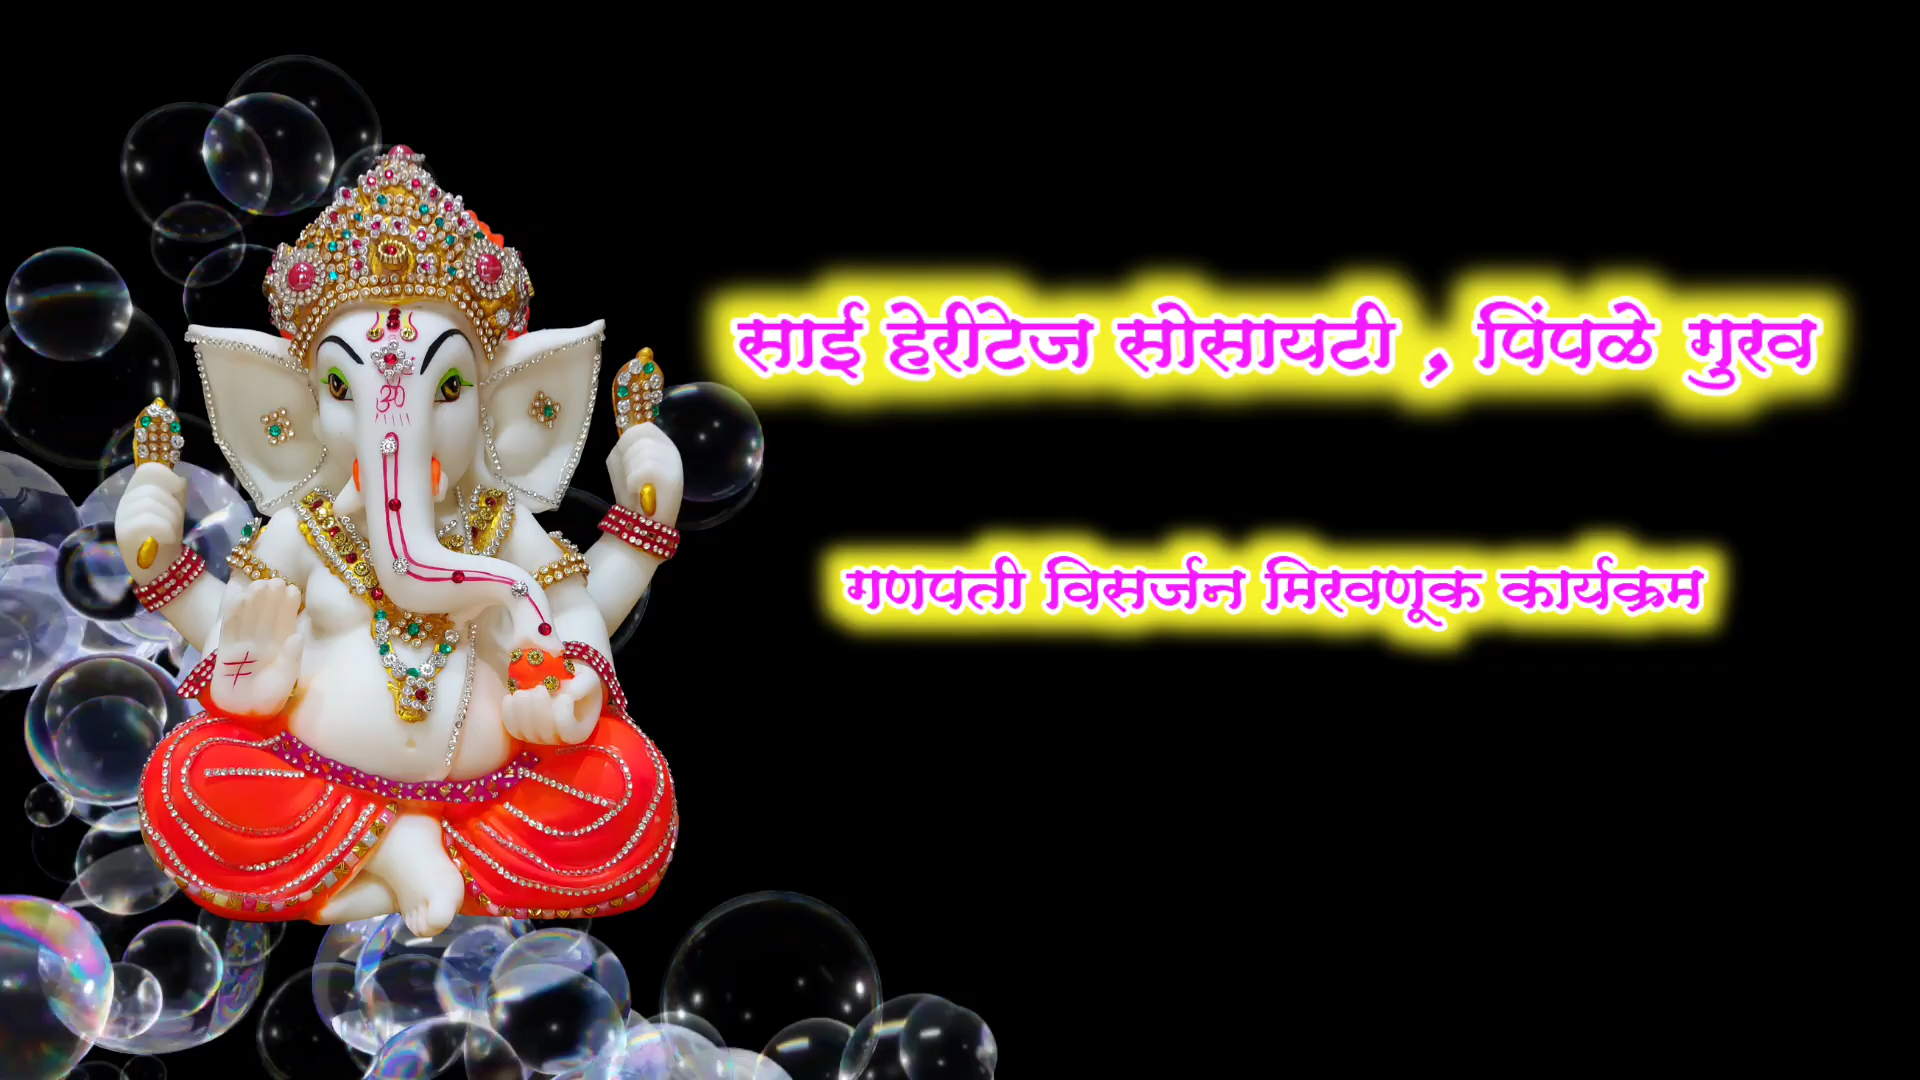 साई हेरीटेज सोसायटी , पिंपळे गुरव
गणपती विसर्जन मिरवणूक कार्यक्रम
ॐ